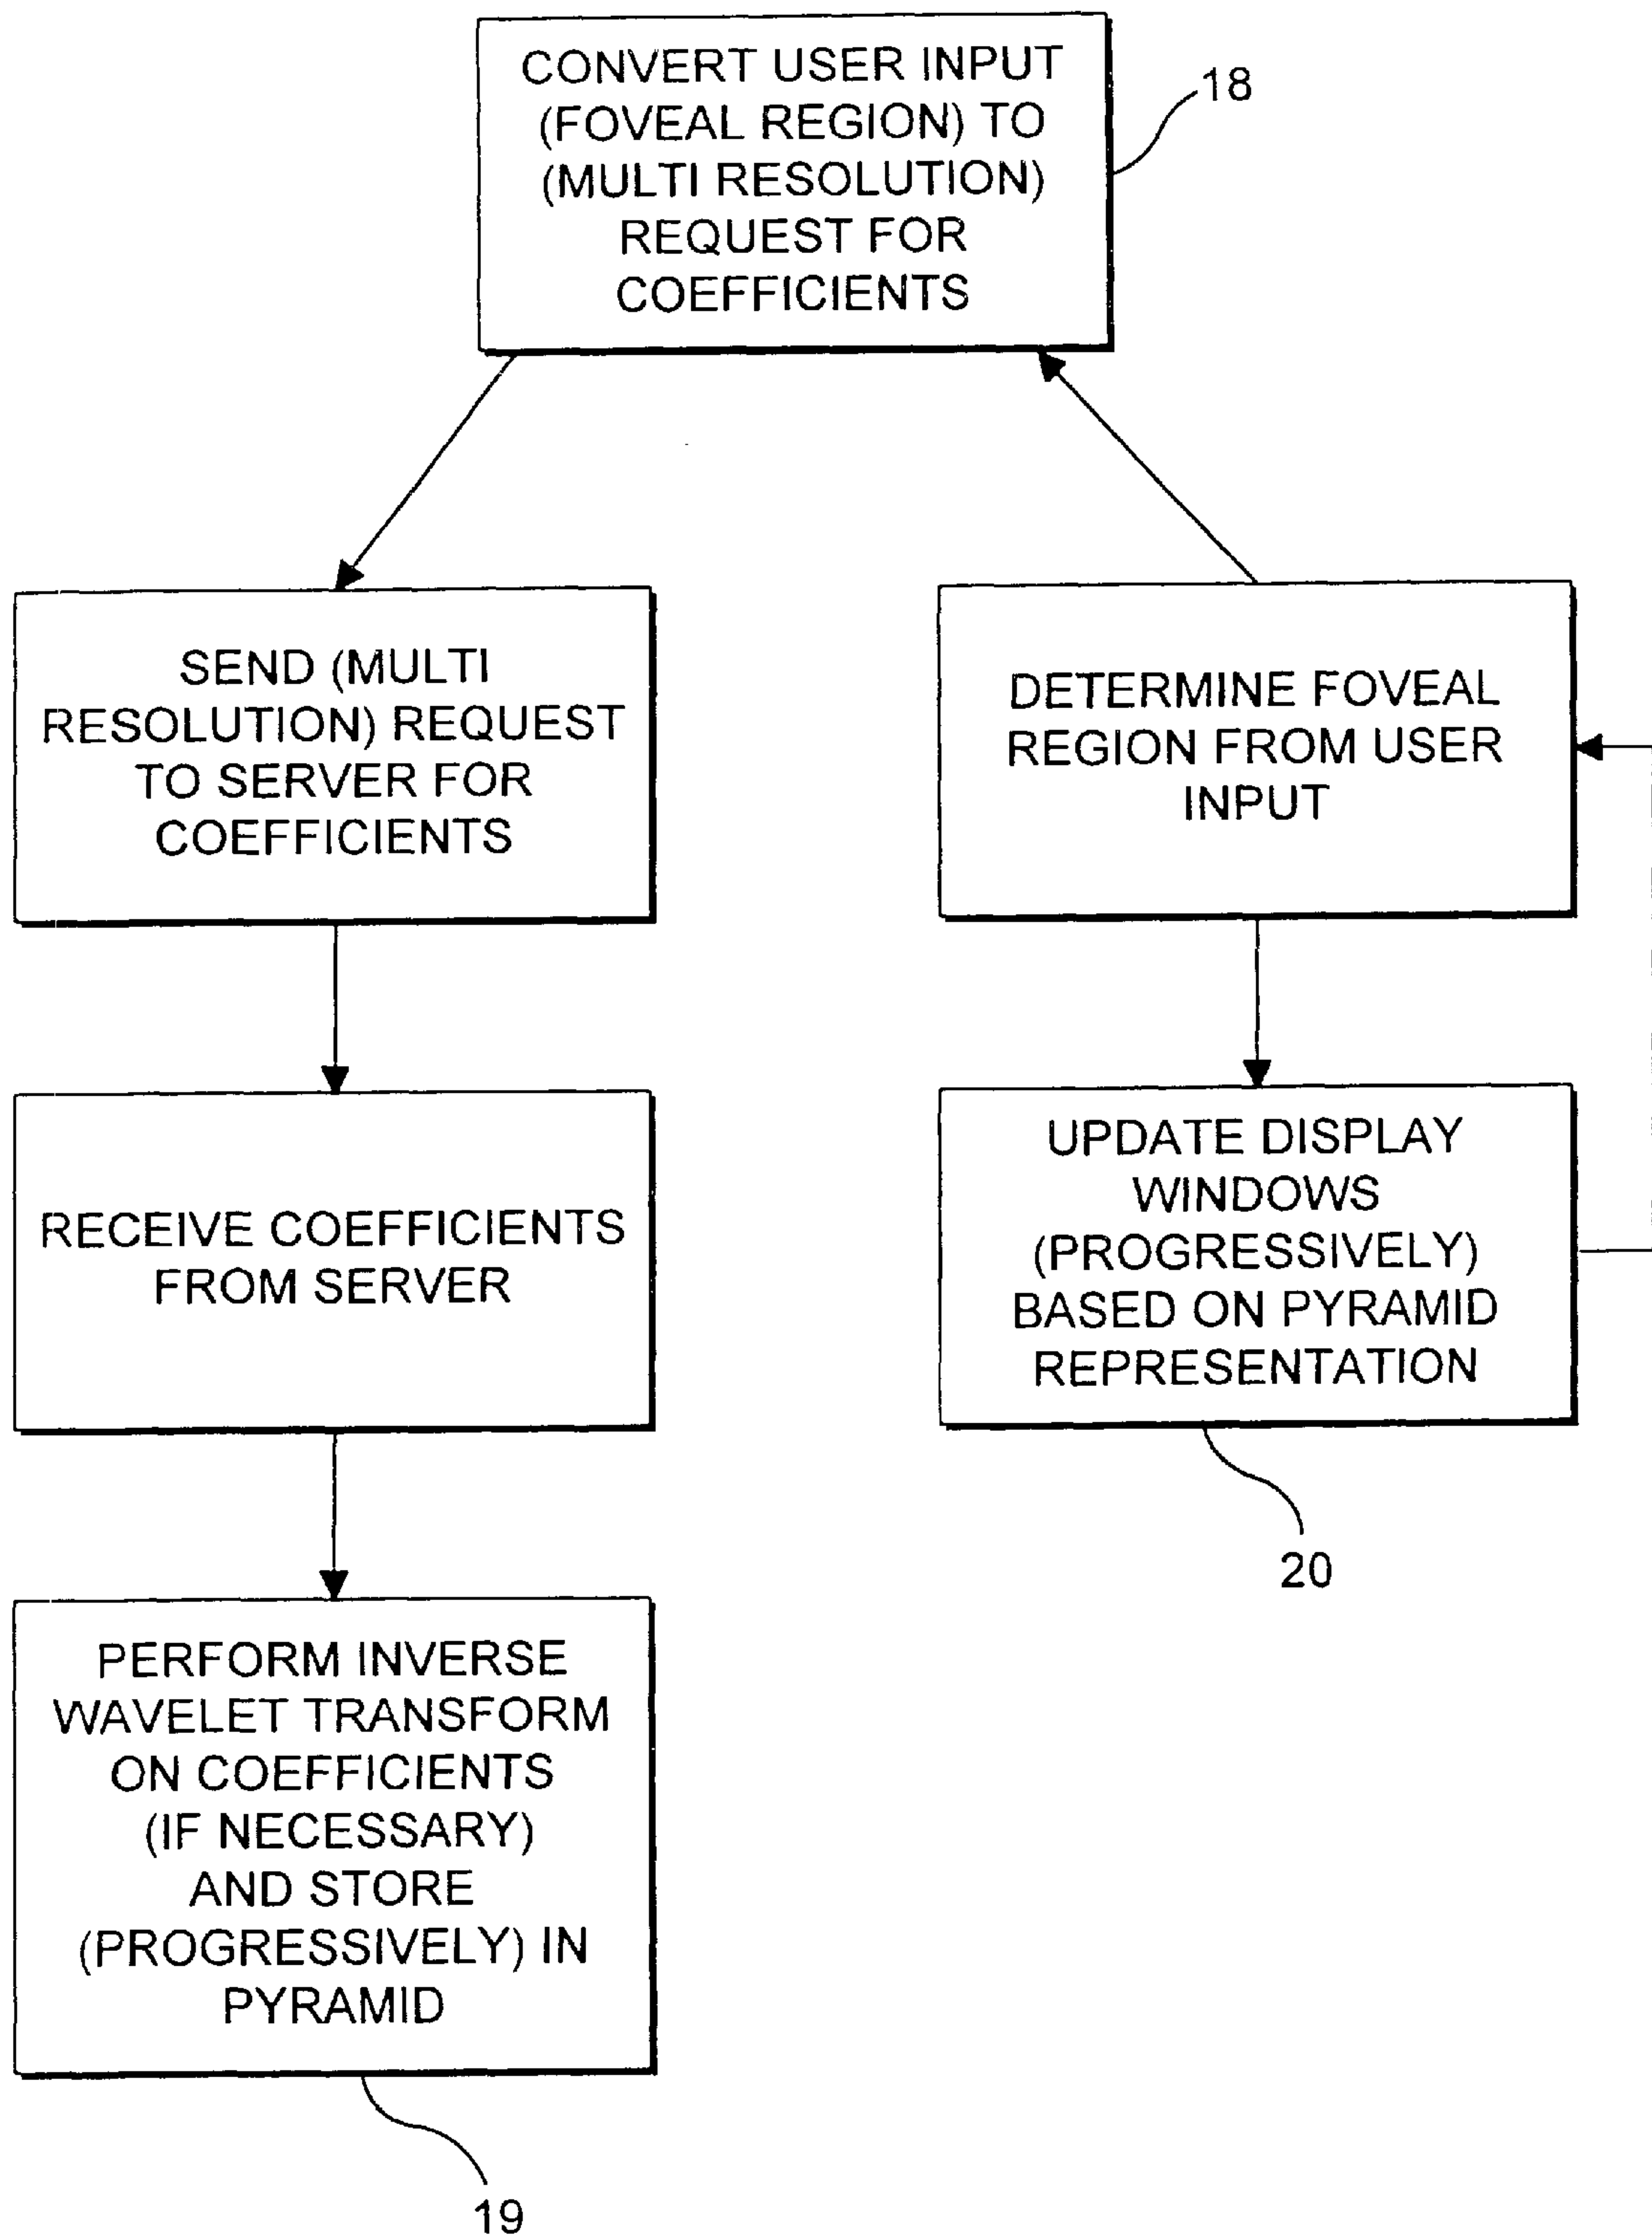 CONVERT USER INPUT
(FOVEAL REGION) TO
(MULTI RESOLUTION)
REQUEST FOR
COEFFICIENTS
18
SEND (MULTI
RESOLUTION) REQUEST
TO SERVER FOR
COEFFICIENTS
DETERMINE FOVEAL
REGION FROM USER
INPUT
RECEIVE COEFFICIENTS
FROM SERVER
UPDATE DISPLAY
WINDOWS
(PROGRESSIVELY)
BASED ON PYRAMID
REPRESENTATION
20
PERFORM INVERSE
WAVELET TRANSFORM
ON COEFFICIENTS
(IF NECESSARY)
AND STORE
(PROGRESSIVELY) IN
PYRAMID
19